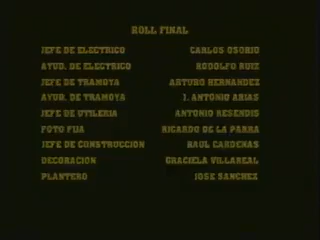 ROLL FINAL
JEFE DE ELECTRICO CARLOS OSORIO
AYUD. DE ELECTRICO RODOLFO RUIZ
JEFE DE TRAMOYA ARTURO HERNANDEZ
AYUD. DE TRAMOYA J. ANTONIO ARIAS
JEFE DE UTILERIA ANTONIO RESENDIS
FOTO FIJA RICARDO DE LA PARRA
JEFE DE CONSTRUCCION RAUL CARDENAS
DECORACION GRACIELA VILLAREAL
PLANTERO JOSE SANCHEZ